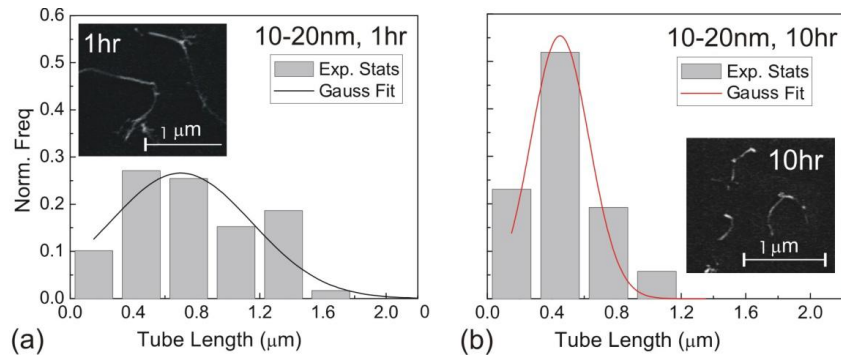 1hr
10-20nm, 1hr
Exp. Stats
Gauss Fit
1 μm
Norm. Freq
0.6
0.5
0.4
0.3
0.2
0.1
0.0
0.0 0.4 0.8 1.2 1.6 2.0
(a)
Tube Length (μm)
10-20nm, 10hr
Exp. Stats
Gauss Fit
10hr
1 μm
0.0 0.4 0.8 1.2 1.6 2.0
(b)
Tube Length (μm)